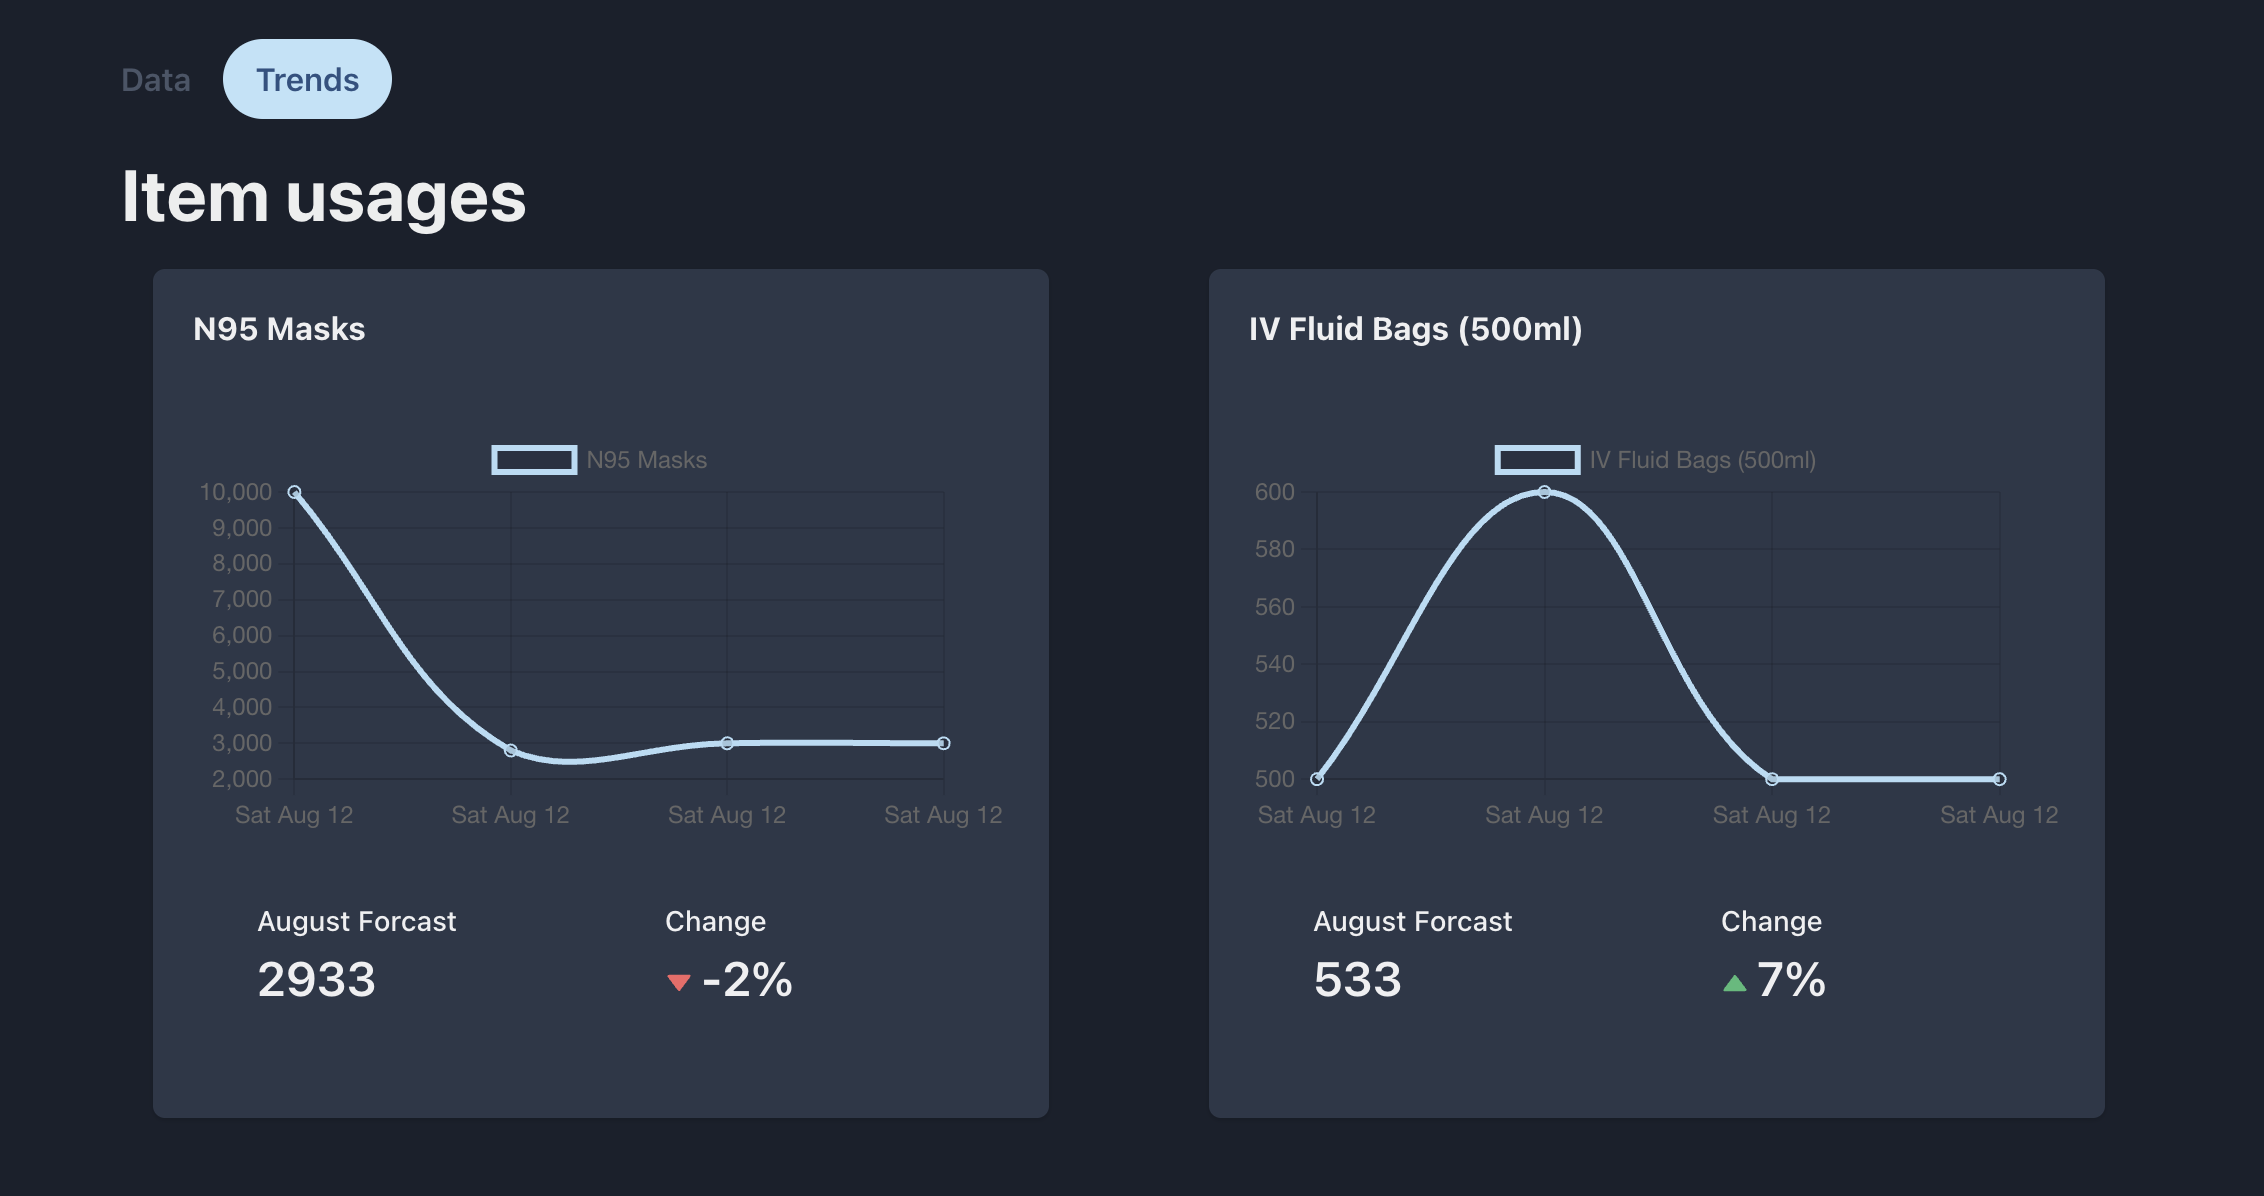 Data Trends
Item usages
N95 Masks
N95 Masks
10,000
9,000
8,000
7,000
6,000
5,000
4,000
3,000
2,000
Sat Aug 12 Sat Aug 12 Sat Aug 12 Sat Aug 12
August Forcast Change
2933 -2%
IV Fluid Bags (500ml)
IV Fluid Bags (500ml)
600
580
560
540
520
500
Sat Aug 12 Sat Aug 12 Sat Aug 12 Sat Aug 12
August Forcast Change
533 7%